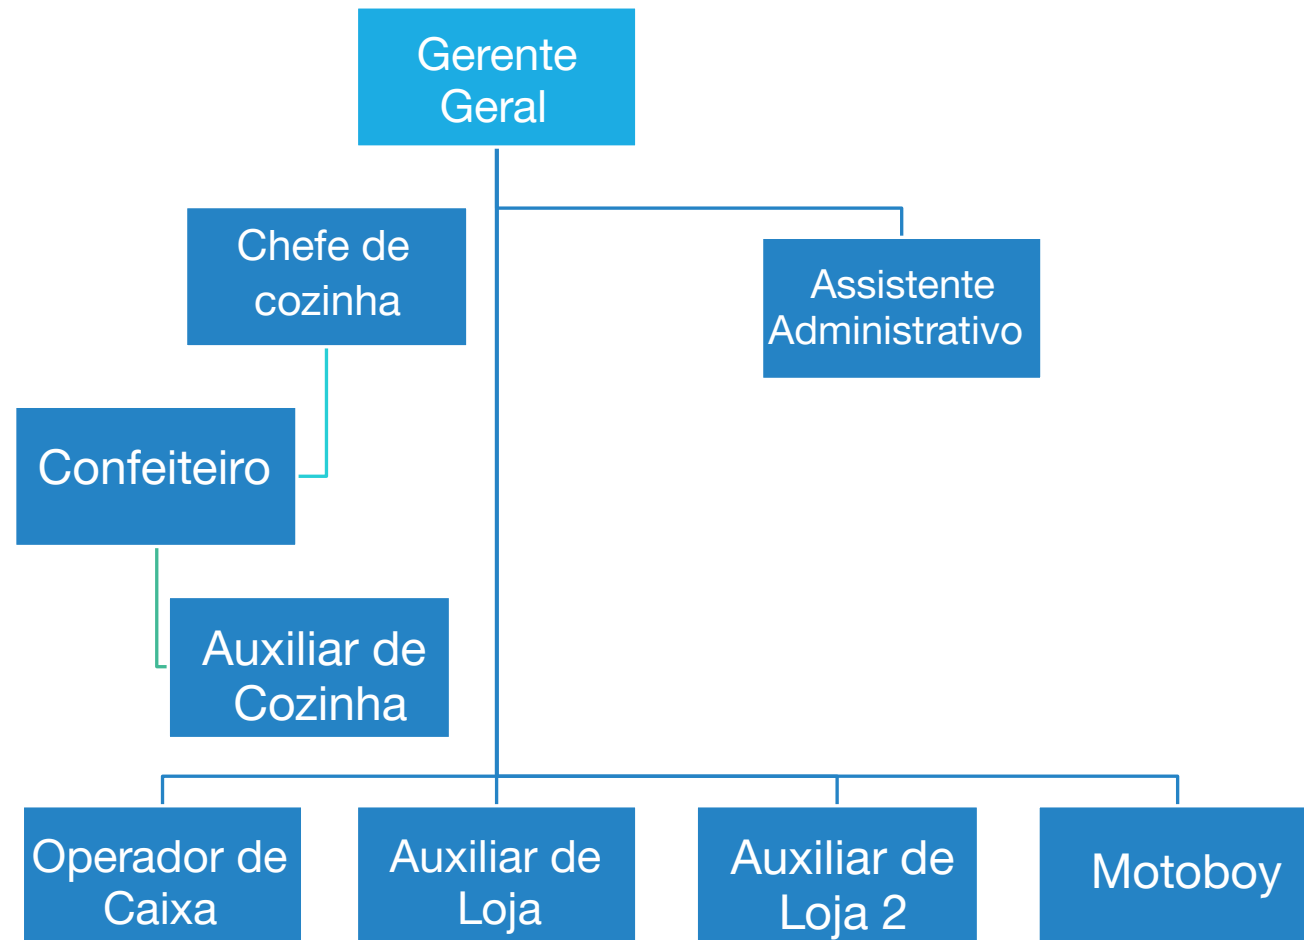 Gerente
Geral
Chefe de
cozinha
Assistente
Administrativo
Confeiteiro
Auxiliar de
Cozinha
Operador de
Caixa
Auxiliar de
Loja
Auxiliar de
Loja 2
Motoboy